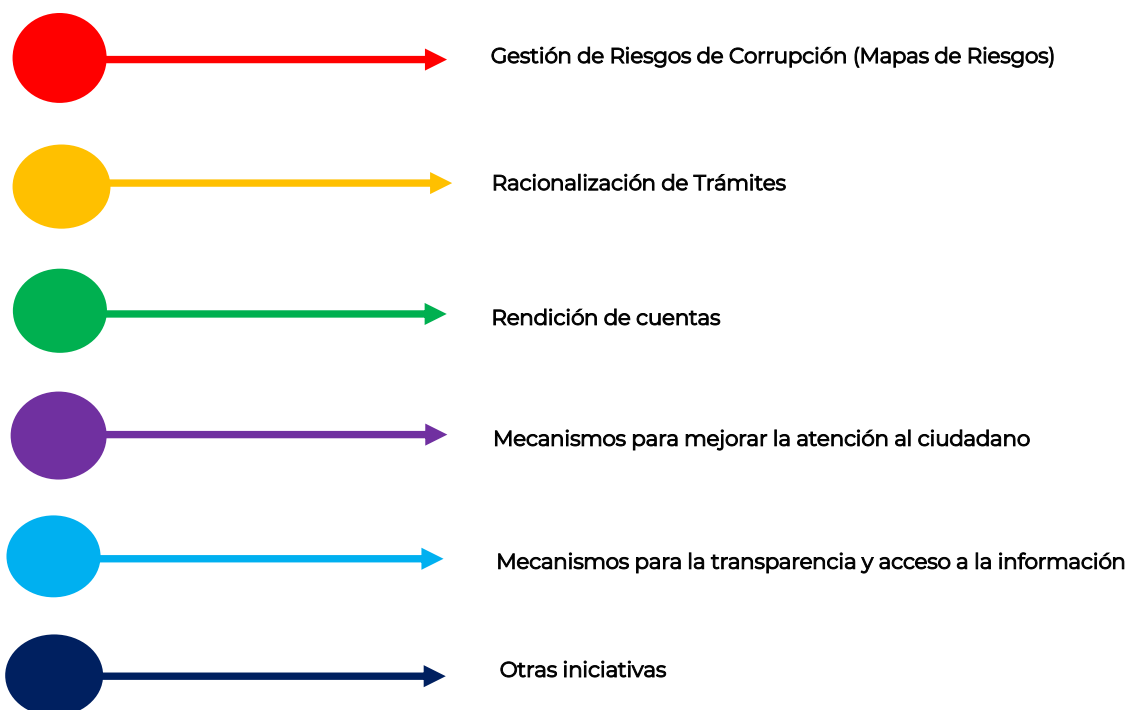 Gestión de Riesgos de Corrupción (Mapas de Riesgos)
Racionalización de Trámites
Rendición de cuentas
Mecanismos para mejorar la atención al ciudadano
Mecanismos para la transparencia y acceso a la información
Otras iniciativas